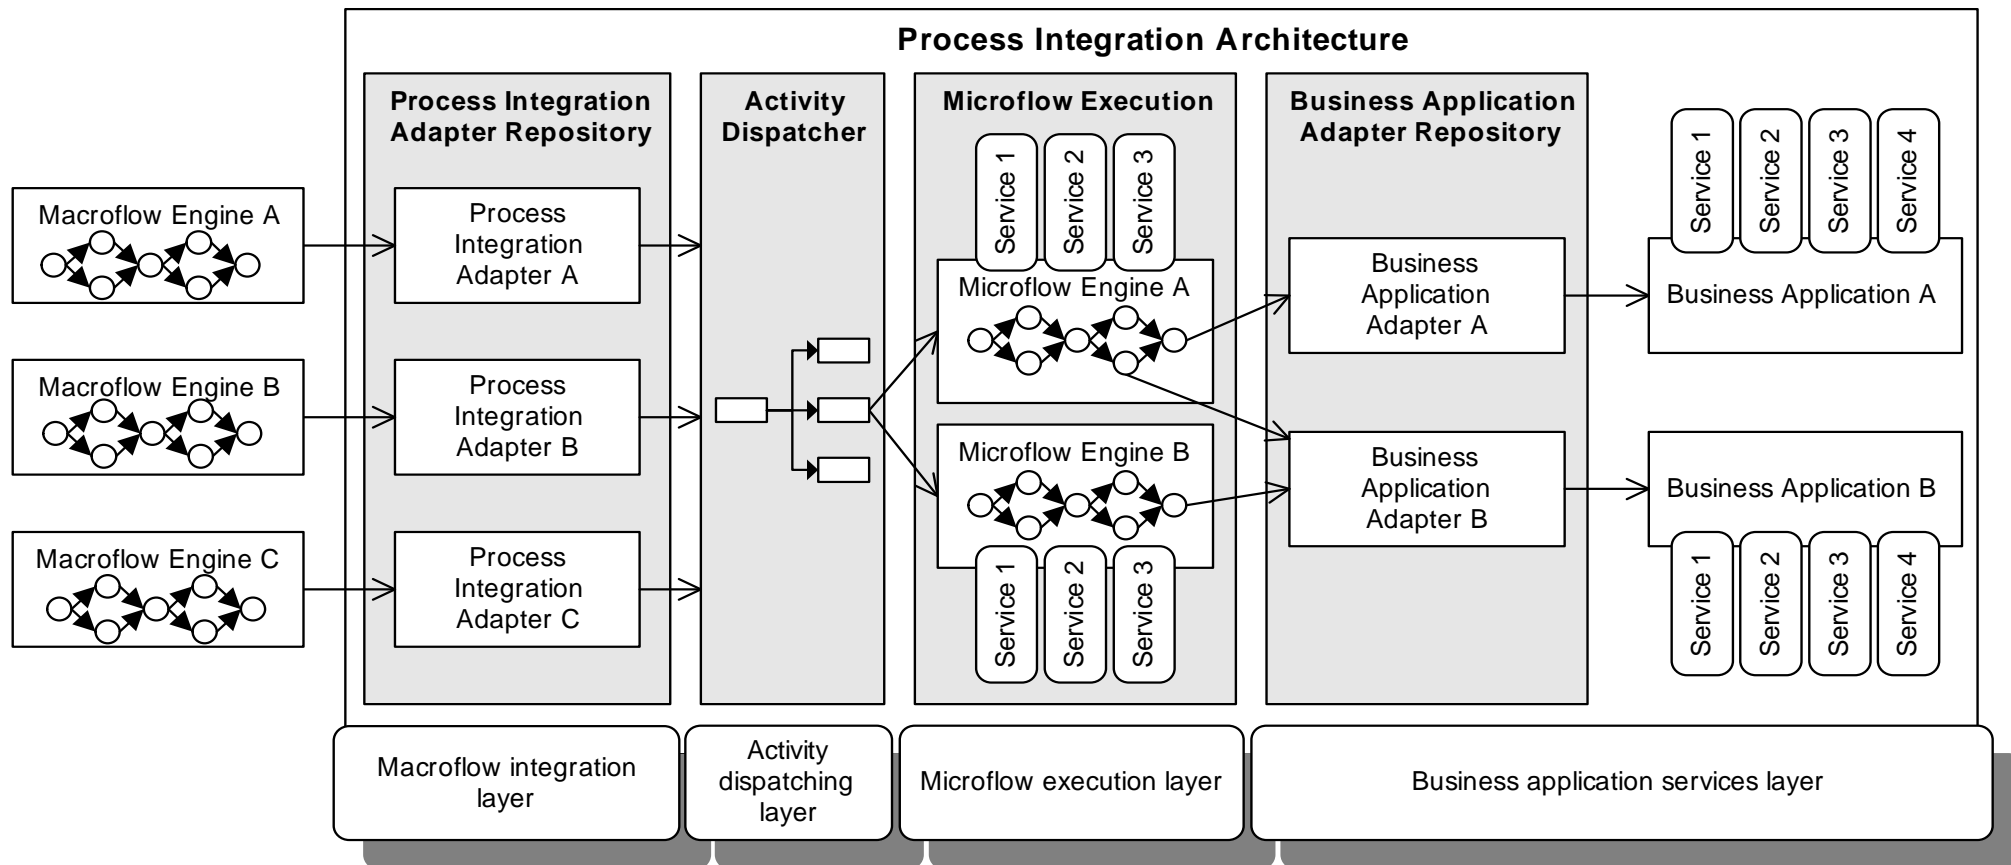 Process Integration Architecture
Process Integration
Adapter Repository
Activity
Dispatcher
Microflow Execution
Business Application
Adapter Repository
Macroflow Engine A
Macroflow Engine B
Macroflow Engine C
Process
Integration
Adapter A
Process
Integration
Adapter B
Process
Integration
Adapter C
Service 1
Service 2
Service 3
Microflow Engine A
Microflow Engine B
Service 1
Service 2
Service 3
Business
Application
Adapter A
Business
Application
Adapter B
Service 1
Service 2
Service 3
Service 4
Business Application A
Business Application B
Service 1
Service 2
Service 3
Service 4
Macroflow integration
layer
Activity
dispatching
layer
Microflow execution layer
Business application services layer